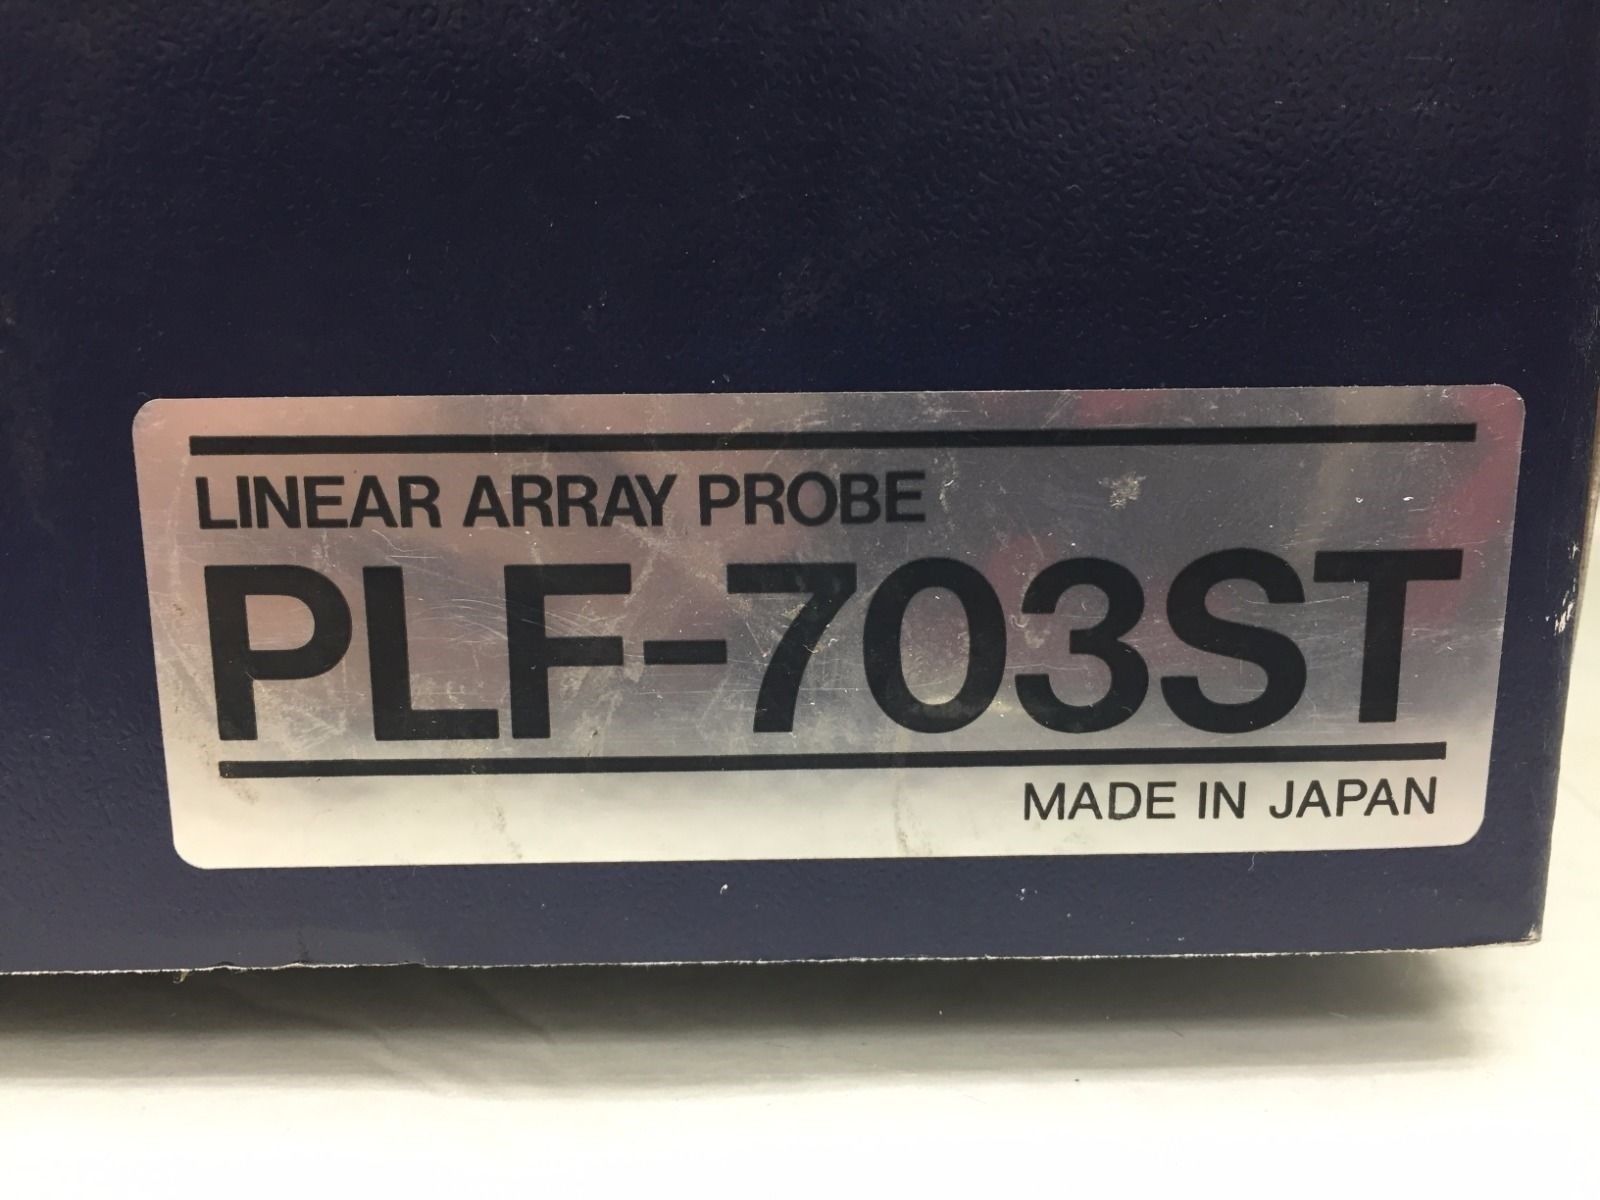 LINEAR ARRAY PROBE
PLF-703ST
MADE IN JAPAN